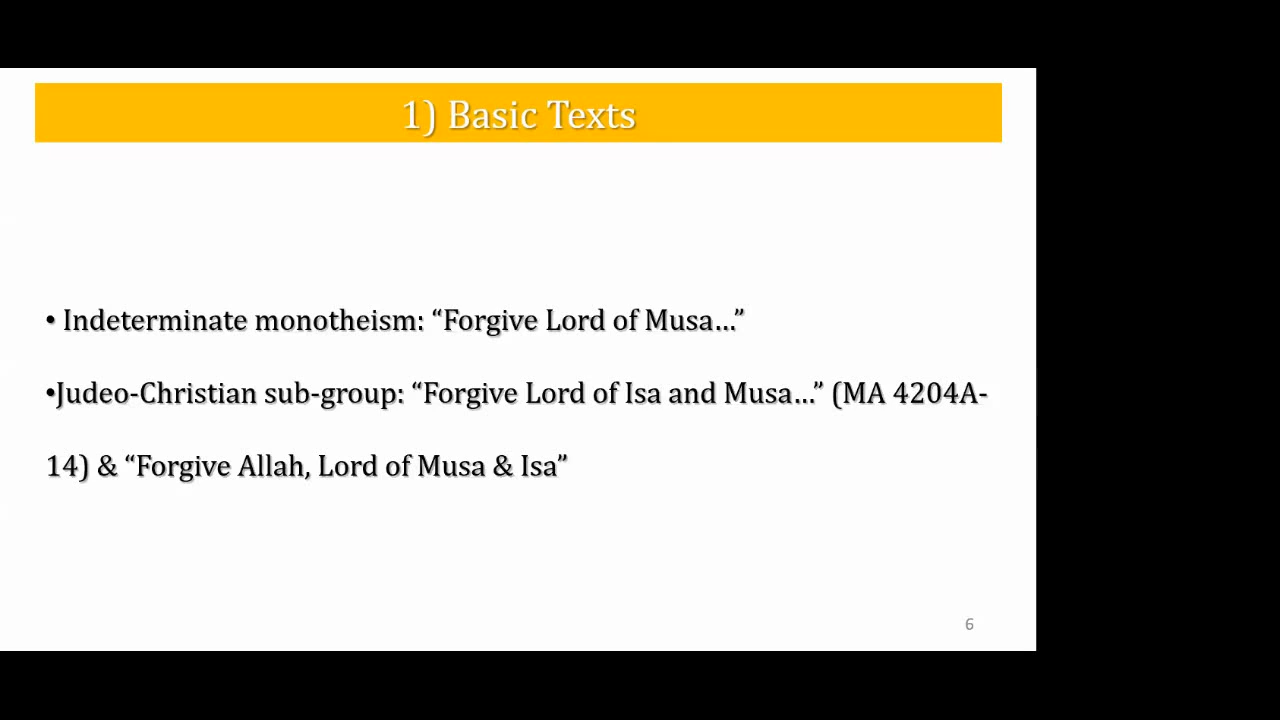 1) Basic Texts
• Indeterminate monotheism: “Forgive Lord of Musa…”
•Judeo-Christian sub-group: “Forgive Lord of Isa and Musa…” (MA 4204A-
14) & “Forgive Allah, Lord of Musa & Isa”
6